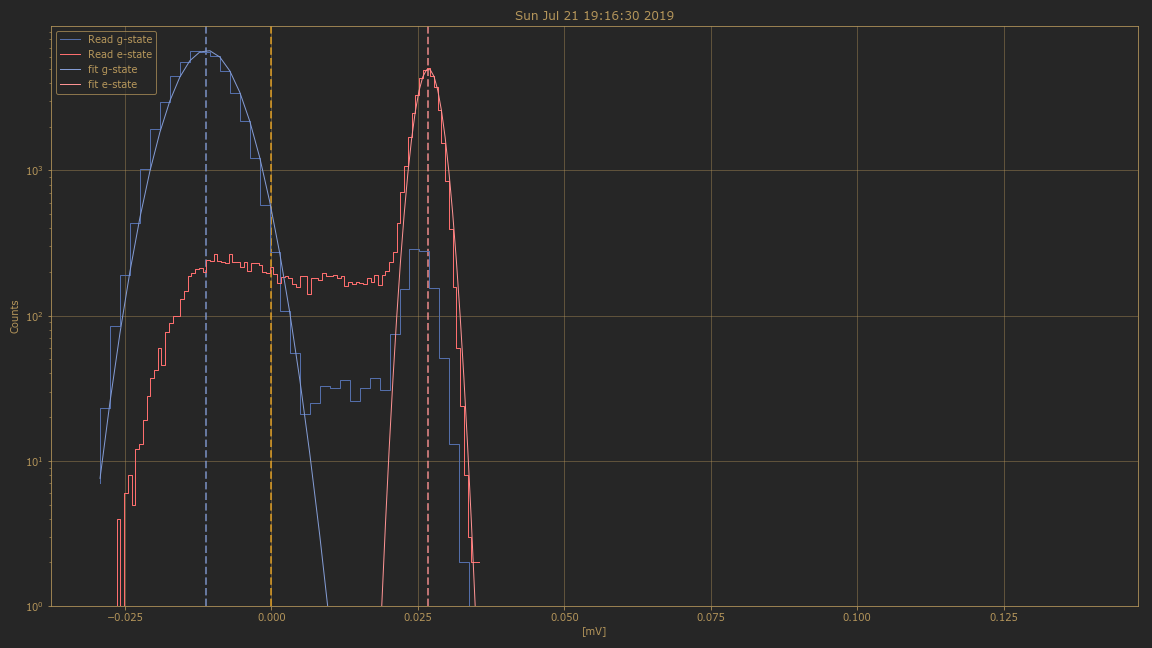 Sun Jul 21 19:16:30 2019
Read g-state
Read e-state
fit g-state
fit e-state
Counts
10³
10²
10¹
10⁰
−0.025 0.000 0.025 0.050 0.075 0.100 0.125
[mV]